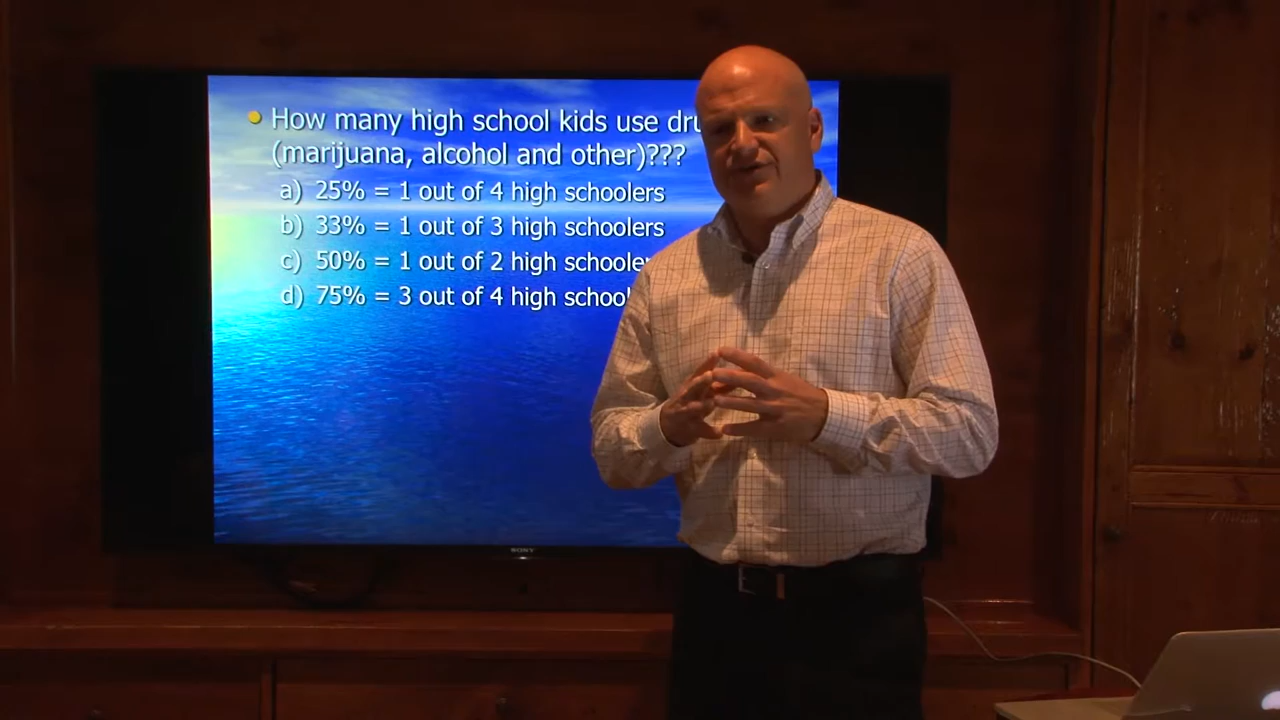 How many high school kids use dru
(marijuana, alcohol and other)???
a) 25% = 1 out of 4 high schoolers
b) 33% = 1 out of 3 high schoolers
c) 50% = 1 out of 2 high schooler
d) 75% = 3 out of 4 high school
SONY